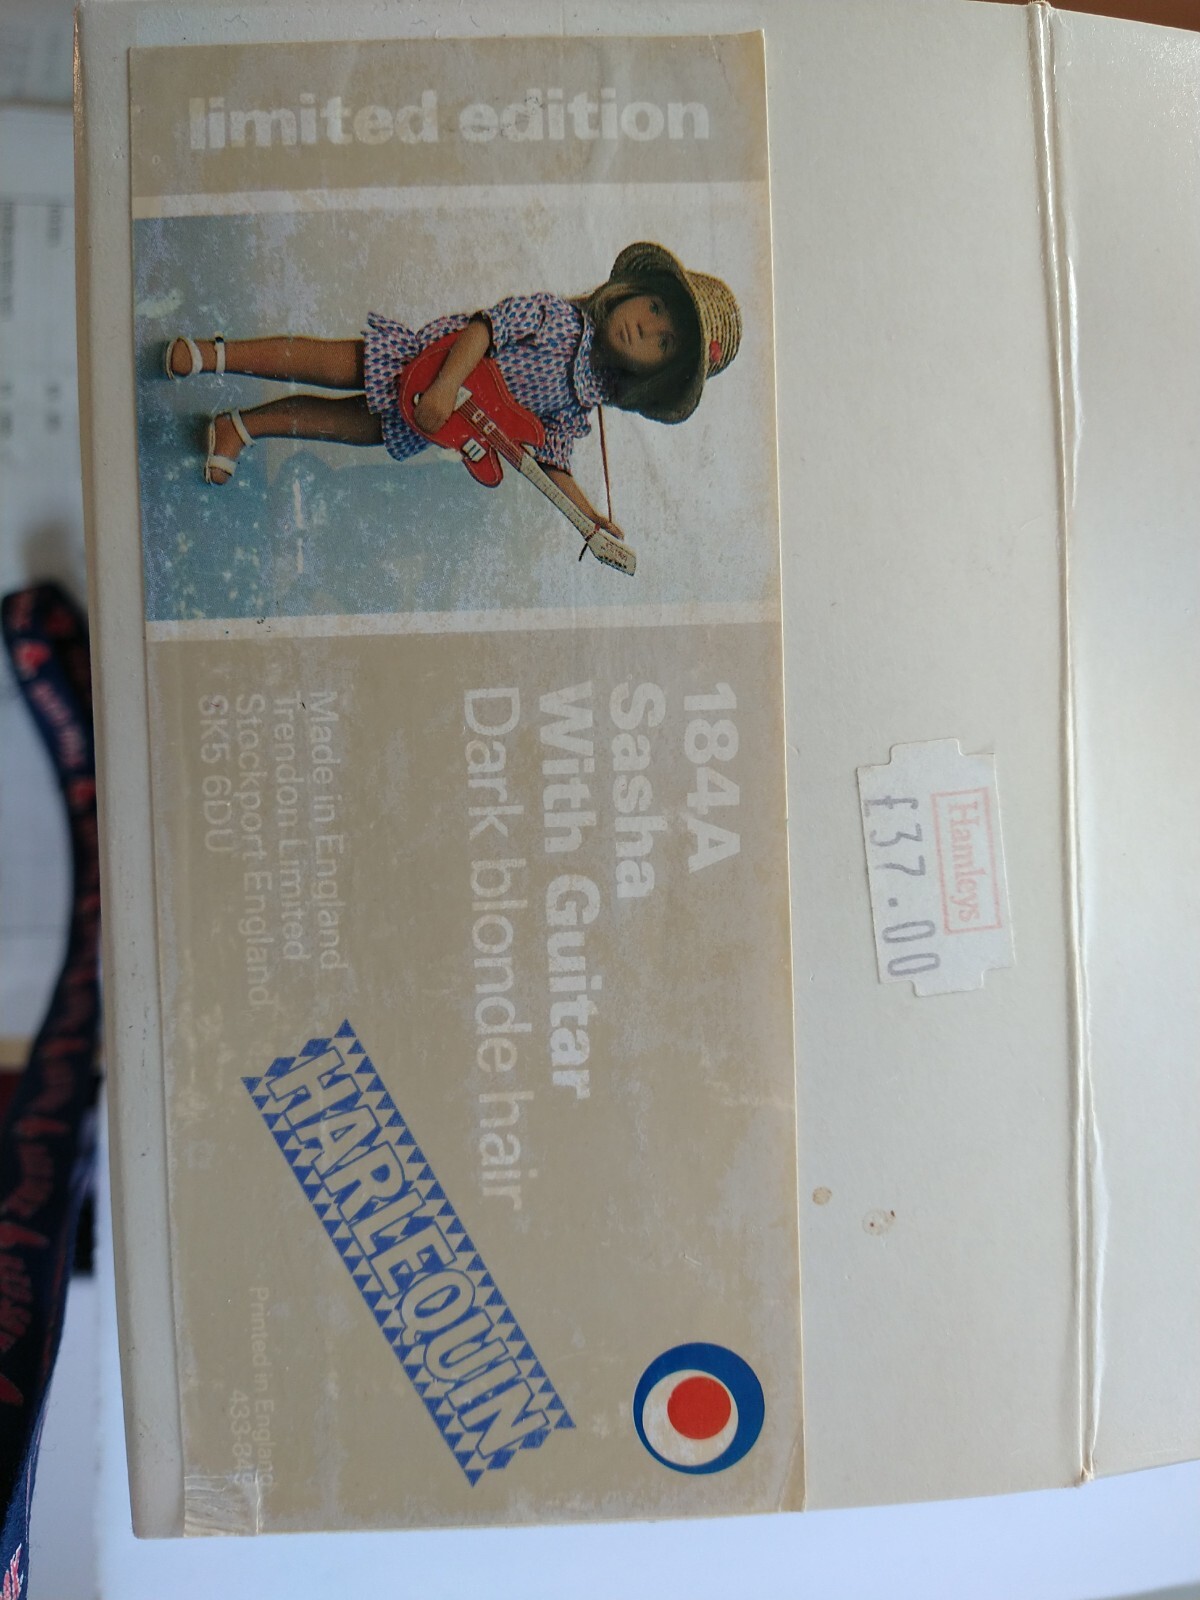 limited edition
184A
Sasha
With Guitar
Dark blonde hair
Made in England
Trendon Limited
Stockport England
SK5 6DU
HARLEQUIN
Printed in England
Hamleys
£37.00